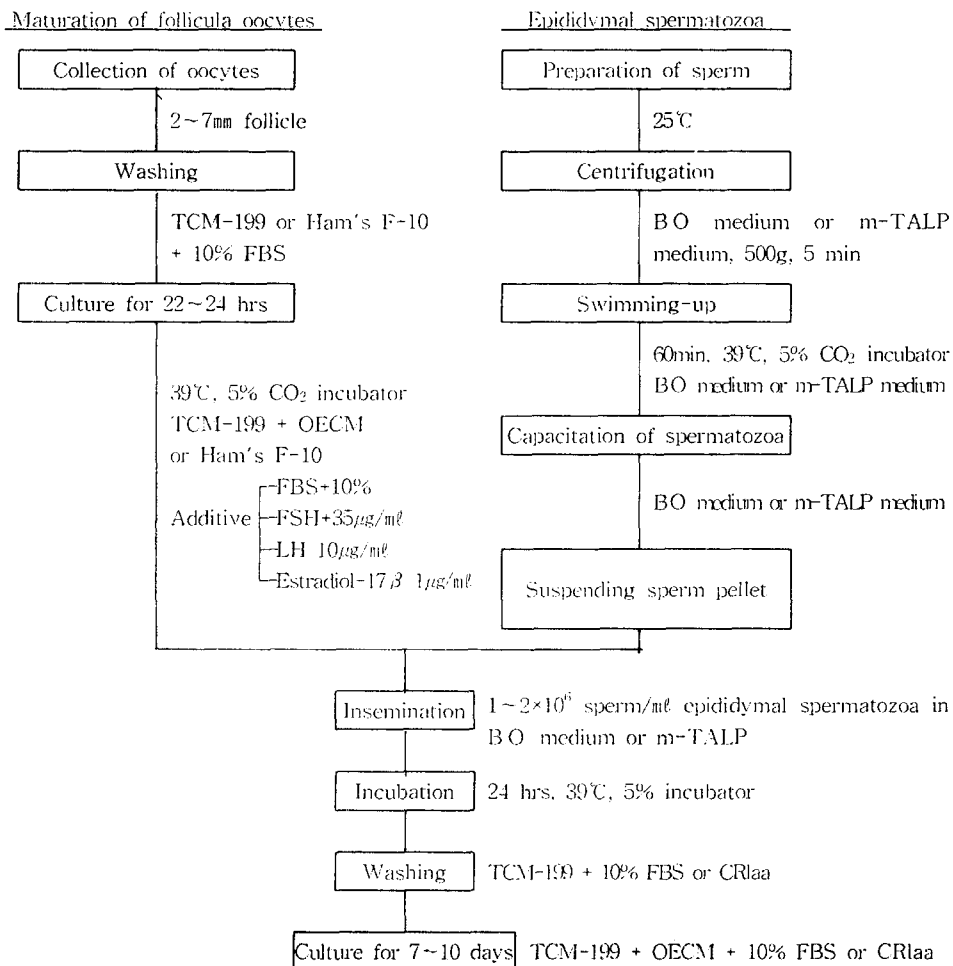 Maturation of follicula oocytes
Collection of oocytes
2~7㎜ follicle
Washing
TCM-199 or Ham's F-10
+ 10% FBS
Culture for 22~24 hrs
39℃, 5% CO₂ incubator
TCM-199 + OECM
or Ham's F-10
Additive
FBS+10%
FSH+35㎍/㎖
LH 10㎍/㎖
Estradiol-17β 1㎍/㎖
Epididymal spermatozoa
Preparation of sperm
25℃
Centrifugation
BO medium or m-TALP
medium, 500g, 5 min
Swimming-up
60min, 39℃, 5% CO₂ incubator
BO medium or m-TALP medium
Capacitation of spermatozoa
BO medium or m-TALP medium
Suspending sperm pellet
Insemination
1~2×10⁶ sperm/㎖ epididymal spermatozoa in
BO medium or m-TALP
Incubation
24 hrs, 39℃, 5% incubator
Washing
TCM-199 + 10% FBS or CRlaa
Culture for 7~10 days
TCM-199 + OECM + 10% FBS or CRlaa